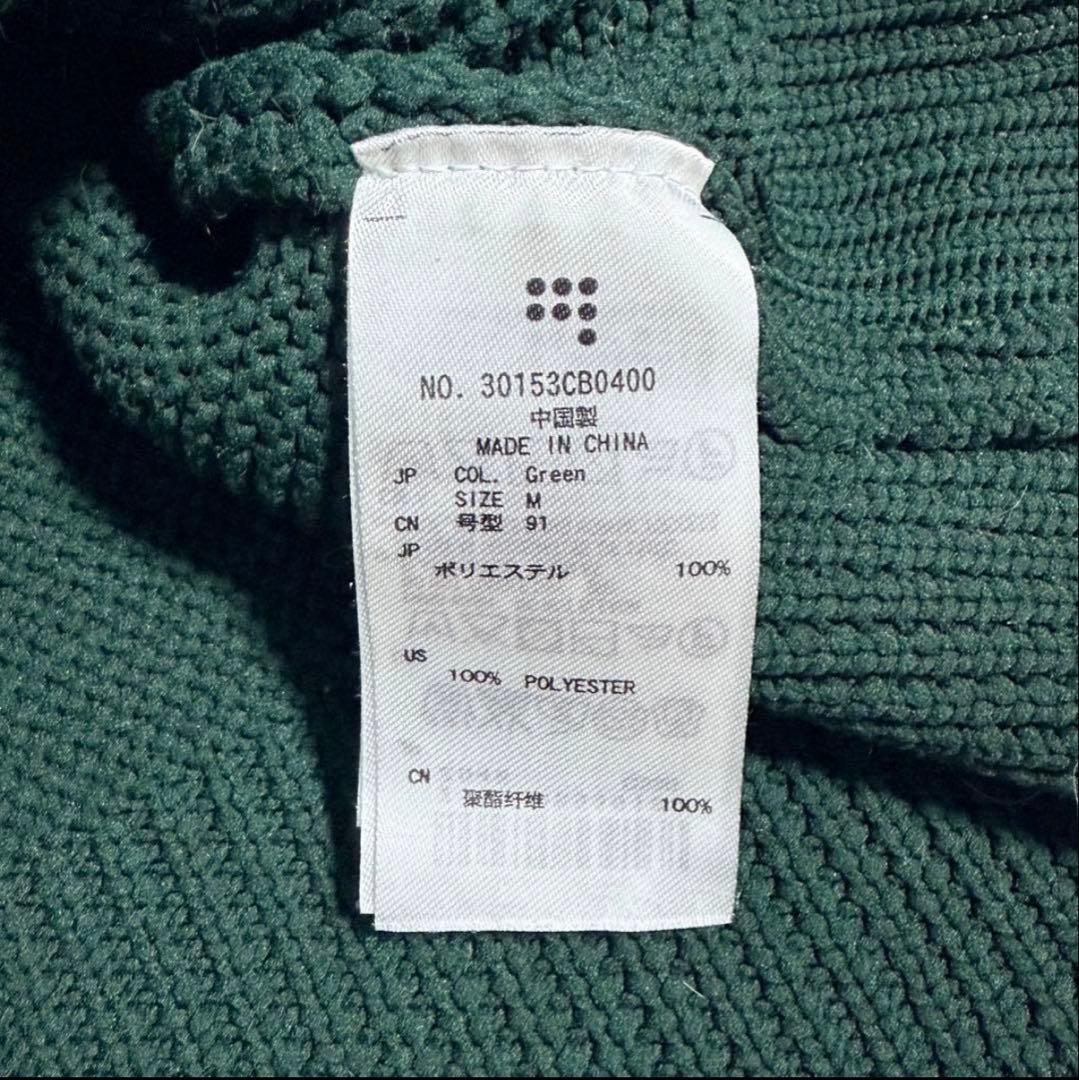 NO. 30153CB0400
中国製
MADE IN CHINA
JP COL. Green
SIZE M
CN 号型 91
JP
ポリエステル 100%
US
100% POLYESTER
CN
聚酯纤维 100%